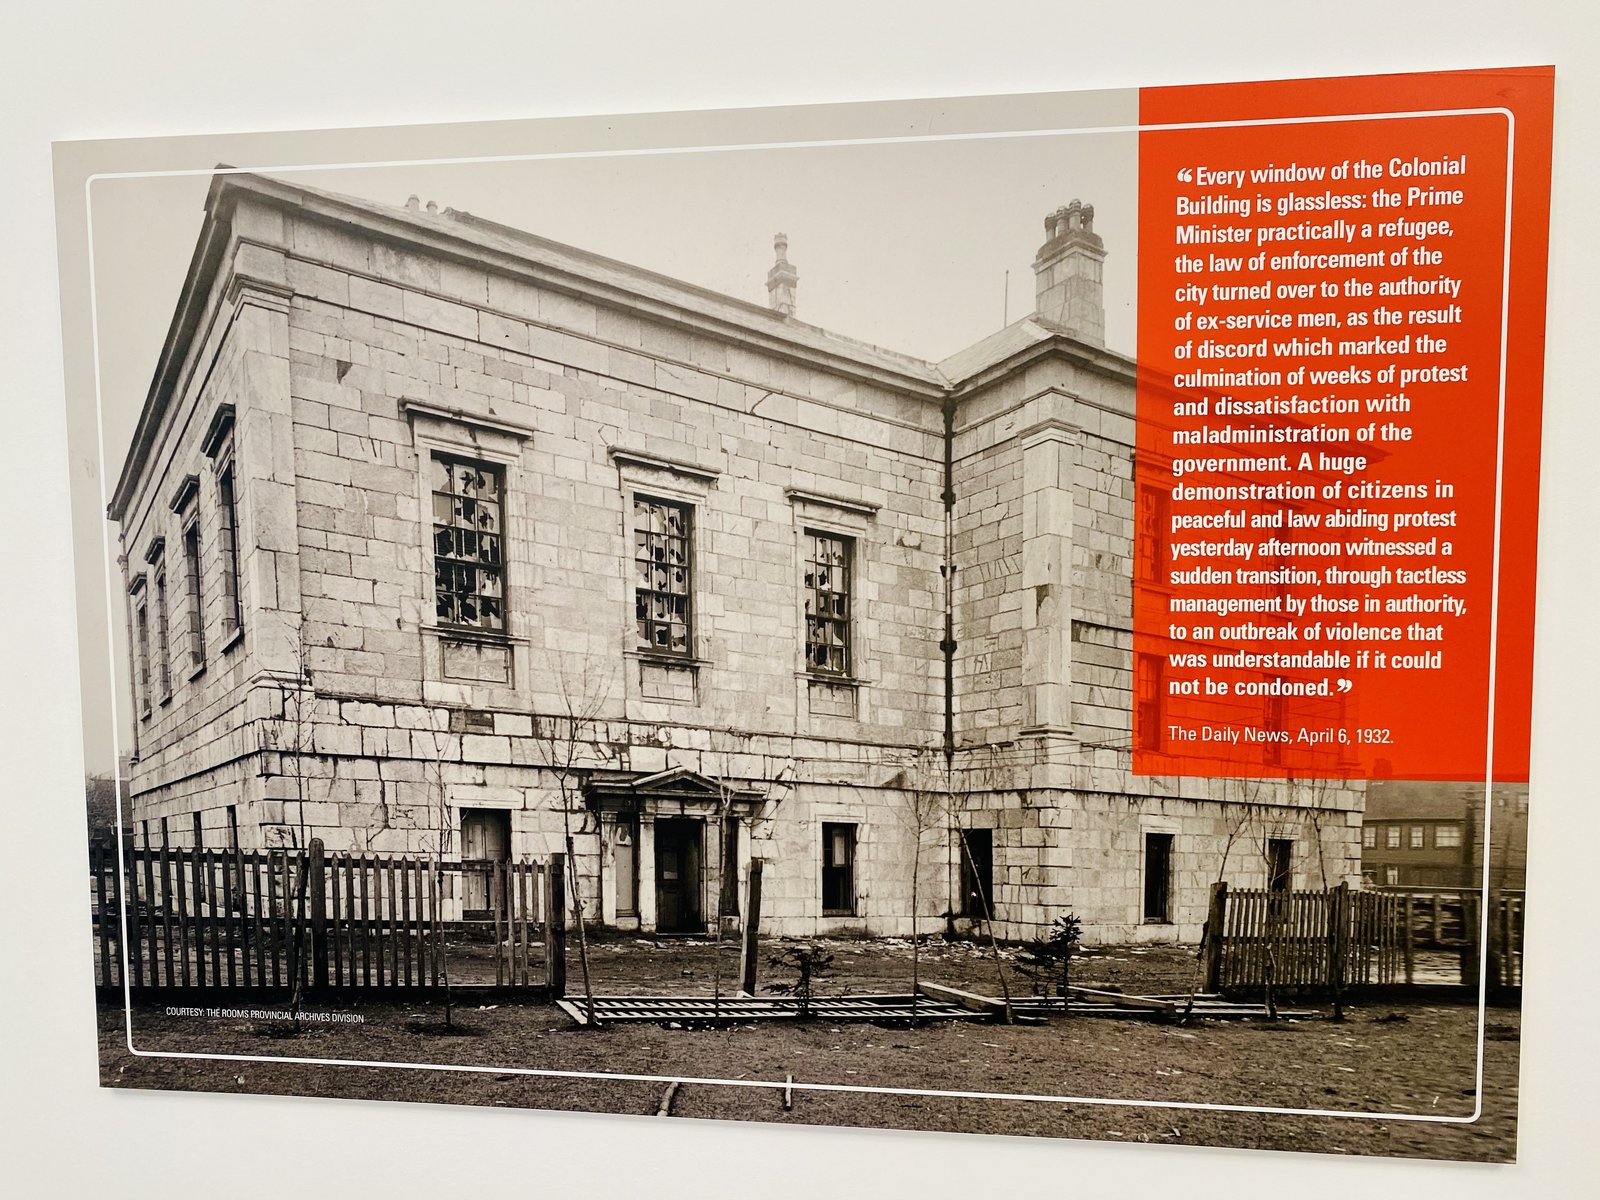 “Every window of the Colonial
Building is glassless: the Prime
Minister practically a refugee,
the law of enforcement of the
city turned over to the authority
of ex-service men, as the result
of discord which marked the
culmination of weeks of protest
and dissatisfaction with
maladministration of the
government. A huge
demonstration of citizens in
peaceful and law abiding protest
yesterday afternoon witnessed a
sudden transition, through tactless
management by those in authority,
to an outbreak of violence that
was understandable if it could
not be condoned.”
The Daily News, April 6, 1932.
COURTESY: THE ROOMS PROVINCIAL ARCHIVES DIVISION